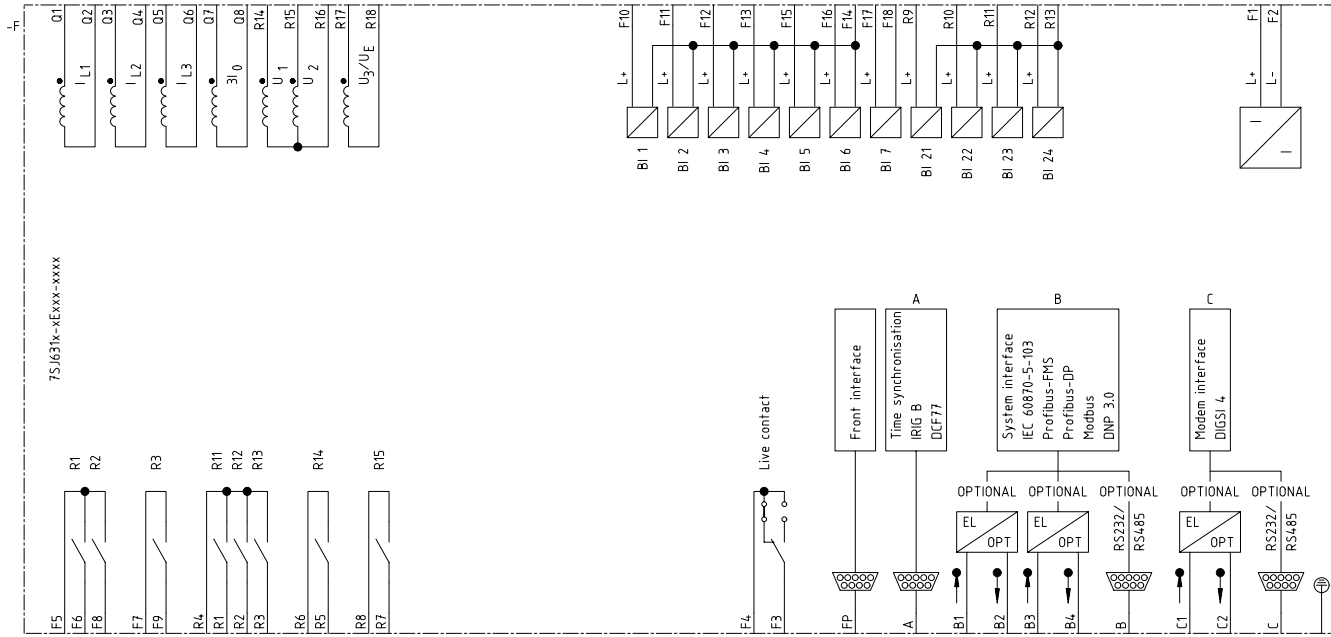 -F
Q1
Q2
Q3
Q4
Q5
Q6
Q7
Q8
R14
R15
R16
R17
R18
F10
F11
F12
F13
F15
F16
F14
F17
F18
R9
R10
R11
R12
R13
F1
F2
I L1
I L2
I L3
3I 0
U 1
U 2
U3/UE
L+
L+
L+
L+
L+
L+
L+
L+
L+
L+
L+
L+
L-
BI 1
BI 2
BI 3
BI 4
BI 5
BI 6
BI 7
BI 21
BI 22
BI 23
BI 24
7SJ631x-xExxx-xxxx
A
B
C
Front interface
Time synchronisation
IRIG B
DCF77
System interface
IEC 60870-5-103
Profibus-FMS
Profibus-DP
Modbus
DNP 3.0
Modem interface
DIGSI 4
R1
R2
R3
R11
R12
R13
R14
R15
Live contact
OPTIONAL
OPTIONAL
OPTIONAL
OPTIONAL
OPTIONAL
EL
OPT
EL
OPT
RS232/
RS485
EL
OPT
RS232/
RS485
F5
F6
F8
F7
F9
R4
R1
R2
R3
R6
R5
R8
R7
F4
F3
FP
A
B1
B2
B3
B4
B
C1
C2
C